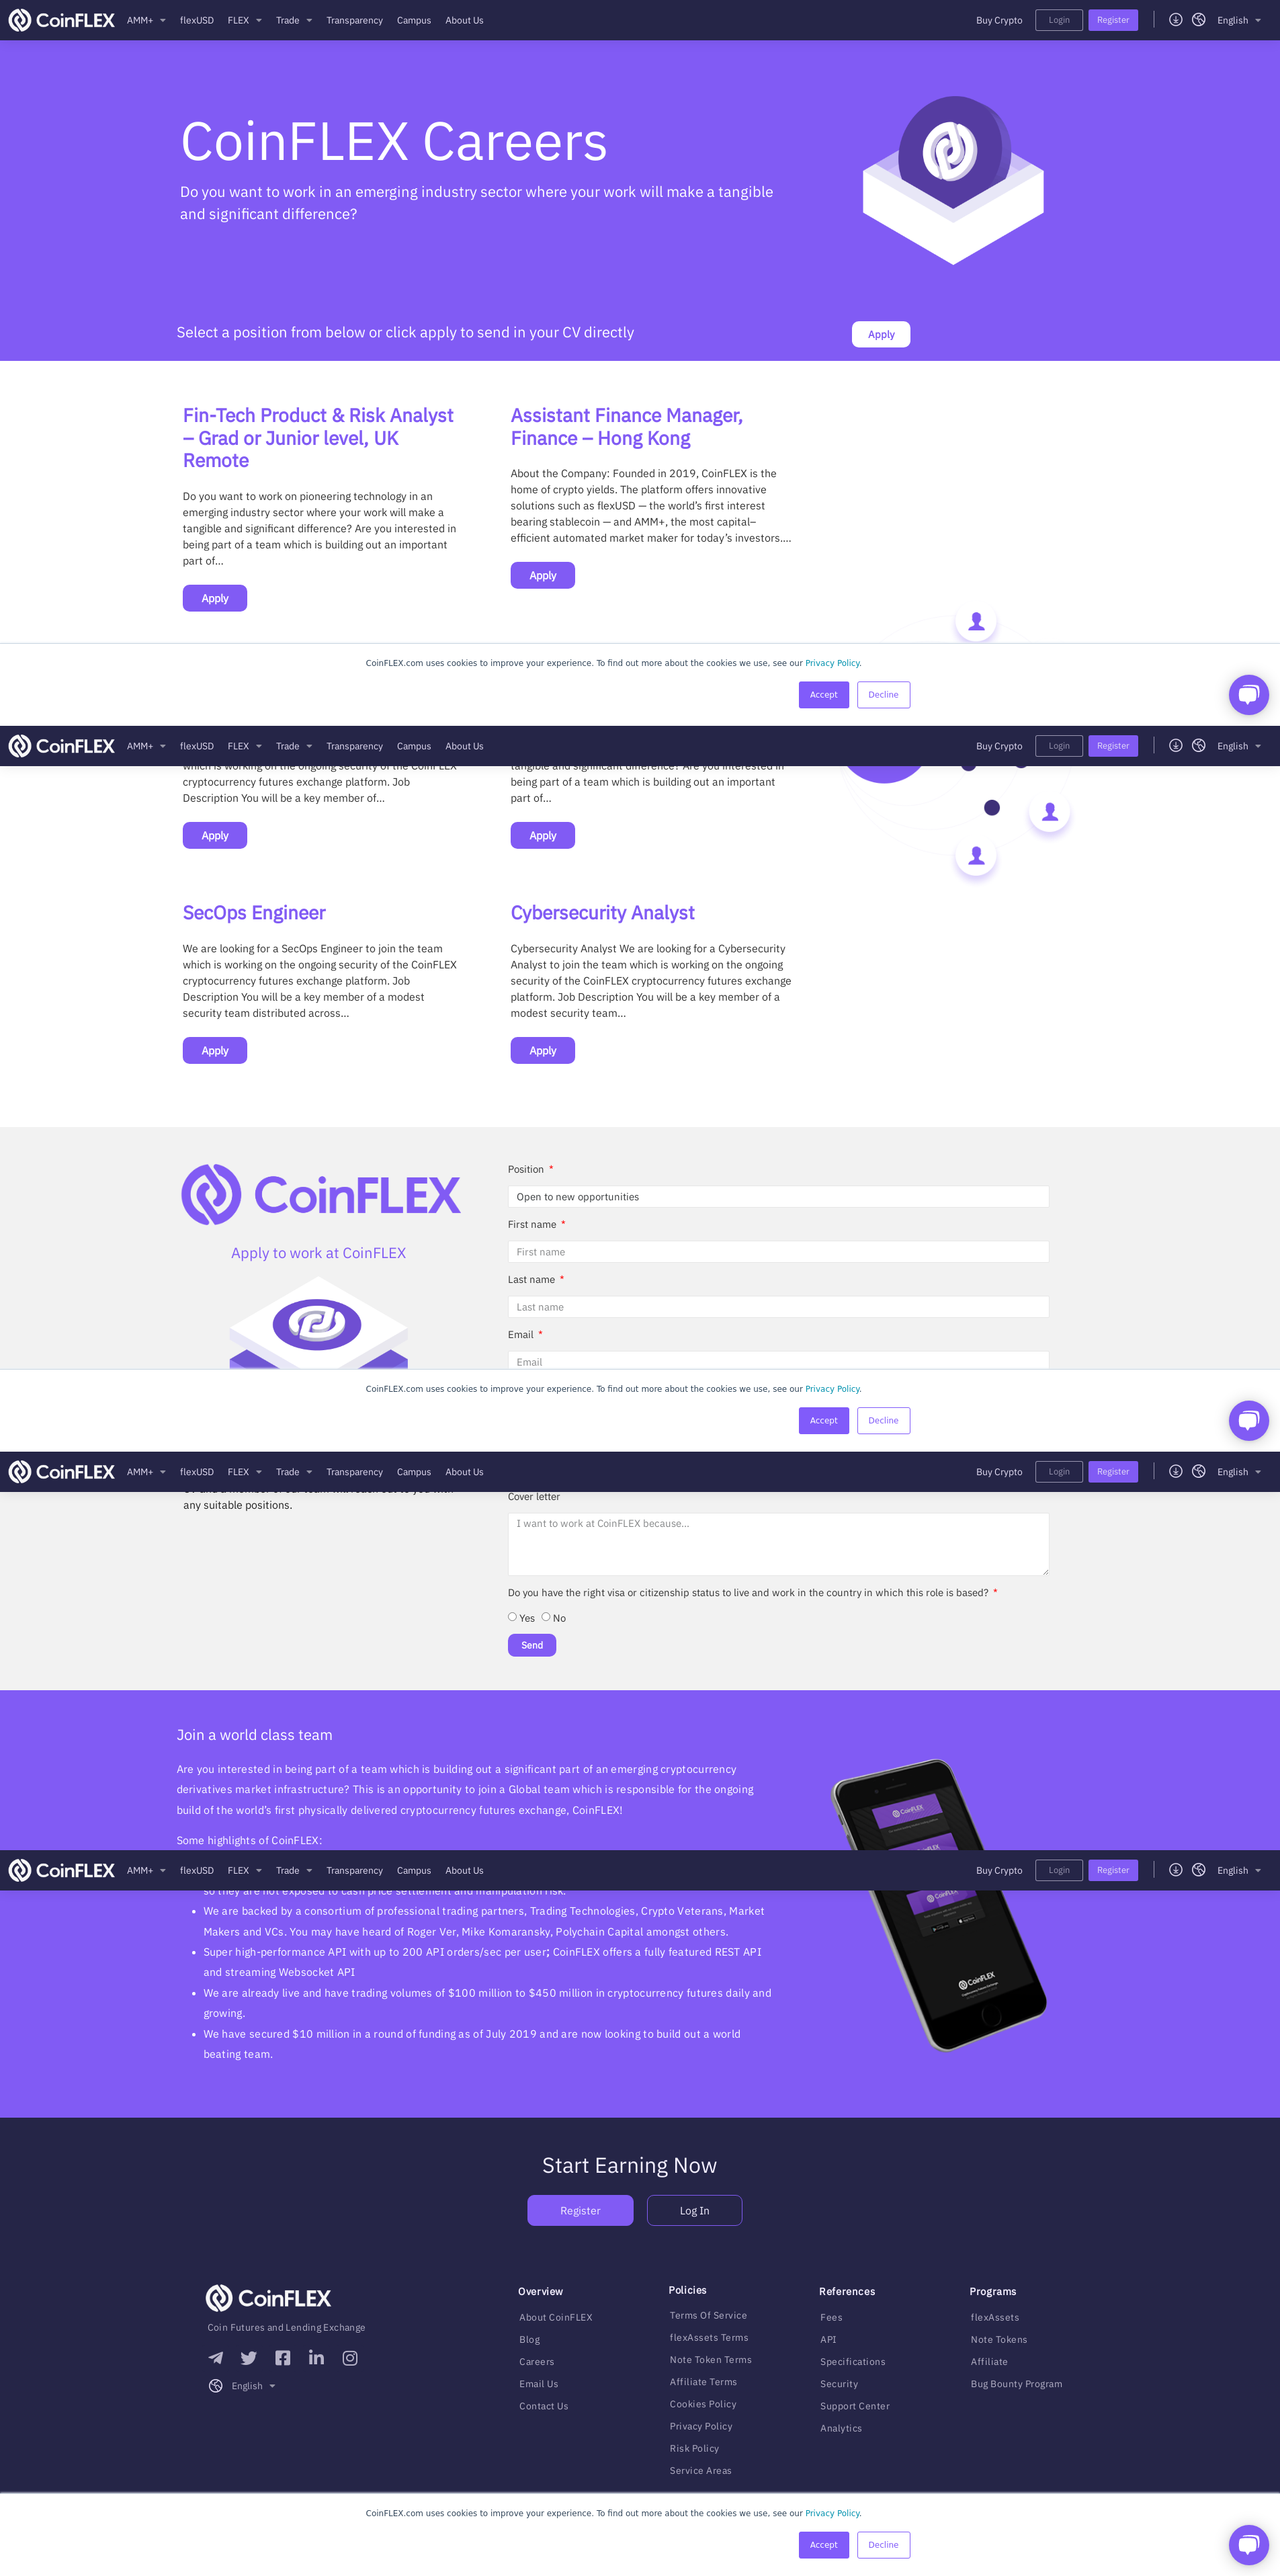 CoinFLEX AMM+ flexUSD FLEX Trade Transparency Campus About Us Buy Crypto Login Register English
CoinFLEX Careers
Do you want to work in an emerging industry sector where your work will make a tangible
and significant difference?
Select a position from below or click apply to send in your CV directly
Apply
Fin-Tech Product & Risk Analyst
– Grad or Junior level, UK
Remote
Do you want to work on pioneering technology in an
emerging industry sector where your work will make a
tangible and significant difference? Are you interested in
being part of a team which is building out an important
part of...
Apply
Assistant Finance Manager,
Finance – Hong Kong
About the Company: Founded in 2019, CoinFLEX is the
home of crypto yields. The platform offers innovative
solutions such as flexUSD — the world's first interest
bearing stablecoin — and AMM+, the most capital–
efficient automated market maker for today's investors....
Apply
CoinFLEX.com uses cookies to improve your experience. To find out more about the cookies we use, see our Privacy Policy.
Accept Decline
CoinFLEX AMM+ flexUSD FLEX Trade Transparency Campus About Us Buy Crypto Login Register English
which is working on the ongoing security of the CoinFLEX
cryptocurrency futures exchange platform. Job
Description You will be a key member of...
Apply
tangible and significant difference? Are you interested in
being part of a team which is building out an important
part of...
Apply
SecOps Engineer
We are looking for a SecOps Engineer to join the team
which is working on the ongoing security of the CoinFLEX
cryptocurrency futures exchange platform. Job
Description You will be a key member of a modest
security team distributed across...
Apply
Cybersecurity Analyst
Cybersecurity Analyst We are looking for a Cybersecurity
Analyst to join the team which is working on the ongoing
security of the CoinFLEX cryptocurrency futures exchange
platform. Job Description You will be a key member of a
modest security team...
Apply
CoinFLEX
Apply to work at CoinFLEX
Position *
Open to new opportunities
First name *
First name
Last name *
Last name
Email *
Email
CoinFLEX.com uses cookies to improve your experience. To find out more about the cookies we use, see our Privacy Policy.
Accept Decline
CoinFLEX AMM+ flexUSD FLEX Trade Transparency Campus About Us Buy Crypto Login Register English
any suitable positions.
Cover letter
I want to work at CoinFLEX because...
Do you have the right visa or citizenship status to live and work in the country in which this role is based? *
Yes No
Send
Join a world class team
Are you interested in being part of a team which is building out a significant part of an emerging cryptocurrency
derivatives market infrastructure? This is an opportunity to join a Global team which is responsible for the ongoing
build of the world's first physically delivered cryptocurrency futures exchange, CoinFLEX!
Some highlights of CoinFLEX:
CoinFLEX AMM+ flexUSD FLEX Trade Transparency Campus About Us Buy Crypto Login Register English
so they are not exposed to cash price settlement and manipulation risk.
• We are backed by a consortium of professional trading partners, Trading Technologies, Crypto Veterans, Market
Makers and VCs. You may have heard of Roger Ver, Mike Komaransky, Polychain Capital amongst others.
• Super high-performance API with up to 200 API orders/sec per user; CoinFLEX offers a fully featured REST API
and streaming Websocket API
• We are already live and have trading volumes of $100 million to $450 million in cryptocurrency futures daily and
growing.
• We have secured $10 million in a round of funding as of July 2019 and are now looking to build out a world
beating team.
CoinFLEX
CoinFLEX
CoinFLEX
Start Earning Now
Register Log In
CoinFLEX
Coin Futures and Lending Exchange
English
Overview
About CoinFLEX
Blog
Careers
Email Us
Contact Us
Policies
Terms Of Service
flexAssets Terms
Note Token Terms
Affiliate Terms
Cookies Policy
Privacy Policy
Risk Policy
Service Areas
References
Fees
API
Specifications
Security
Support Center
Analytics
Programs
flexAssets
Note Tokens
Affiliate
Bug Bounty Program
CoinFLEX.com uses cookies to improve your experience. To find out more about the cookies we use, see our Privacy Policy.
Accept Decline